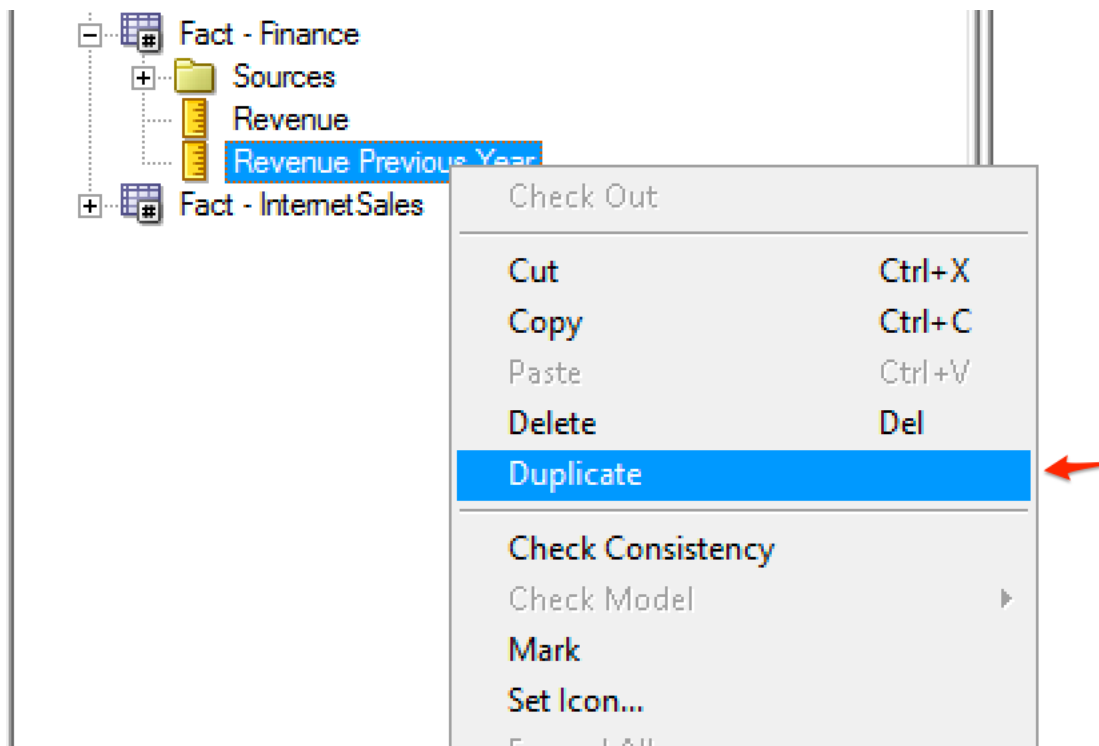 Fact - Finance
Sources
Revenue
Revenue Previous Year
Fact - InternetSales
Check Out
Cut Ctrl+X
Copy Ctrl+C
Paste Ctrl+V
Delete Del
Duplicate
Check Consistency
Check Model
Mark
Set Icon...